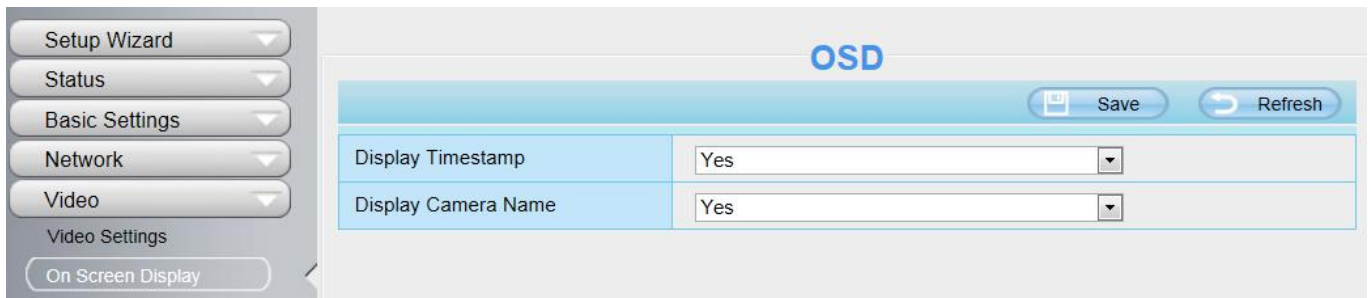 Setup Wizard
Status
Basic Settings
Network
Video
Video Settings
On Screen Display
OSD
Save Refresh
Display Timestamp Yes
Display Camera Name Yes